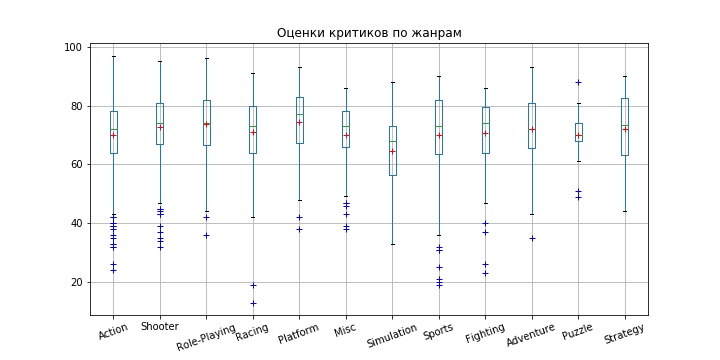 Оценки критиков по жанрам
100
80
60
40
20
Action
Shooter
Role-Playing
Racing
Platform
Misc
Simulation
Sports
Fighting
Adventure
Puzzle
Strategy